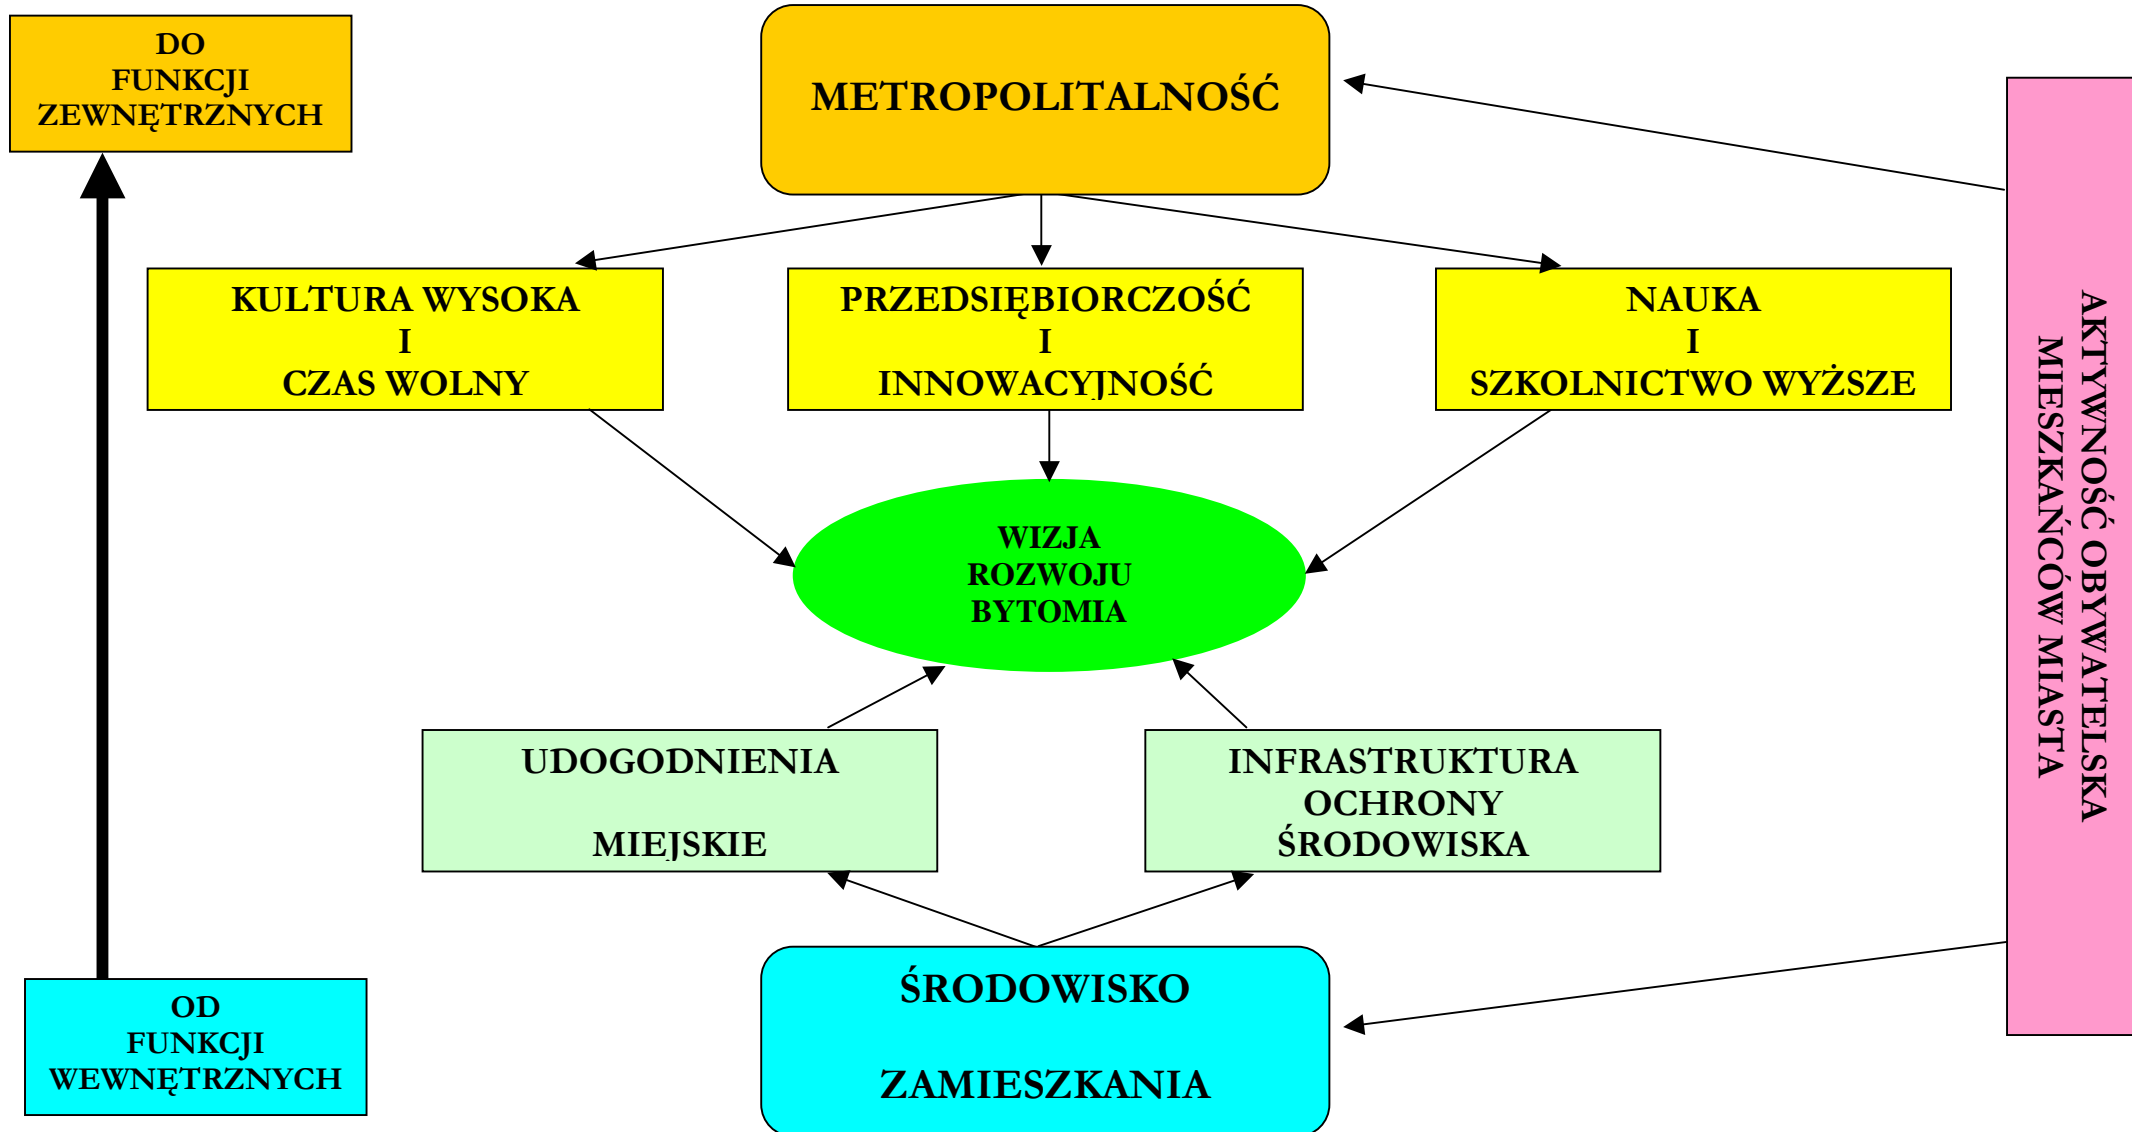 DO
FUNKCJI
ZEWNĘTRZNYCH
METROPOLITALNOŚĆ
KULTURA WYSOKA
I
CZAS WOLNY
PRZEDSIĘBIORCZOŚĆ
I
INNOWACYJNOŚĆ
NAUKA
I
SZKOLNICTWO WYŻSZE
WIZJA
ROZWOJU
BYTOMIA
UDOGODNIENIA
MIEJSKIE
INFRASTRUKTURA
OCHRONY
ŚRODOWISKA
OD
FUNKCJI
WEWNĘTRZNYCH
ŚRODOWISKO
ZAMIESZKANIA
AKTYWNOŚĆ OBYWATELSKA
MIESZKAŃCÓW MIASTA